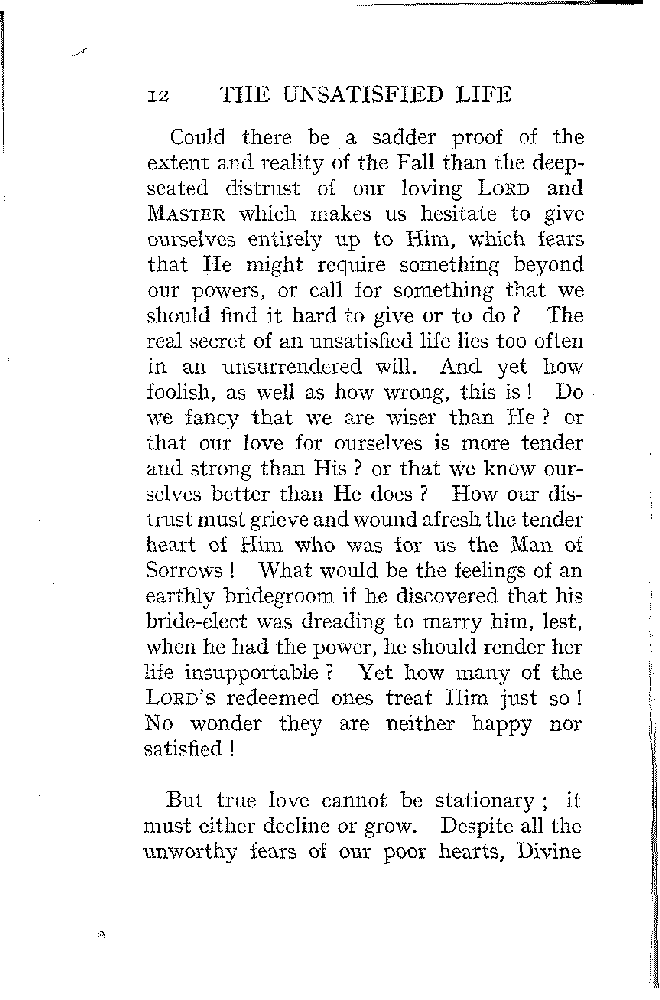 12 THE UNSATISFIED LIFE
Could there be a sadder proof of the
extent and reality of the Fall than the deep-
seated distrust of our loving LORD and
MASTER which makes us hesitate to give
ourselves entirely up to Him, which fears
that He might require something beyond
our powers, or call for something that we
should find it hard to give or to do ? The
real secret of an unsatisfied life lies too often
in an unsurrendered will. And yet how
foolish, as well as how wrong, this is ! Do
we fancy that we are wiser than He ? or
that our love for ourselves is more tender
and strong than His ? or that we know our-
selves better than He does ? How our dis-
trust must grieve and wound afresh the tender
heart of Him who was for us the Man of
Sorrows ! What would be the feelings of an
earthly bridegroom if he discovered that his
bride-elect was dreading to marry him, lest,
when he had the power, he should render her
life insupportable ? Yet how many of the
LORD'S redeemed ones treat Him just so !
No wonder they are neither happy nor
satisfied !
But true love cannot be stationary ; it
must either decline or grow. Despite all the
unworthy fears of our poor hearts, Divine